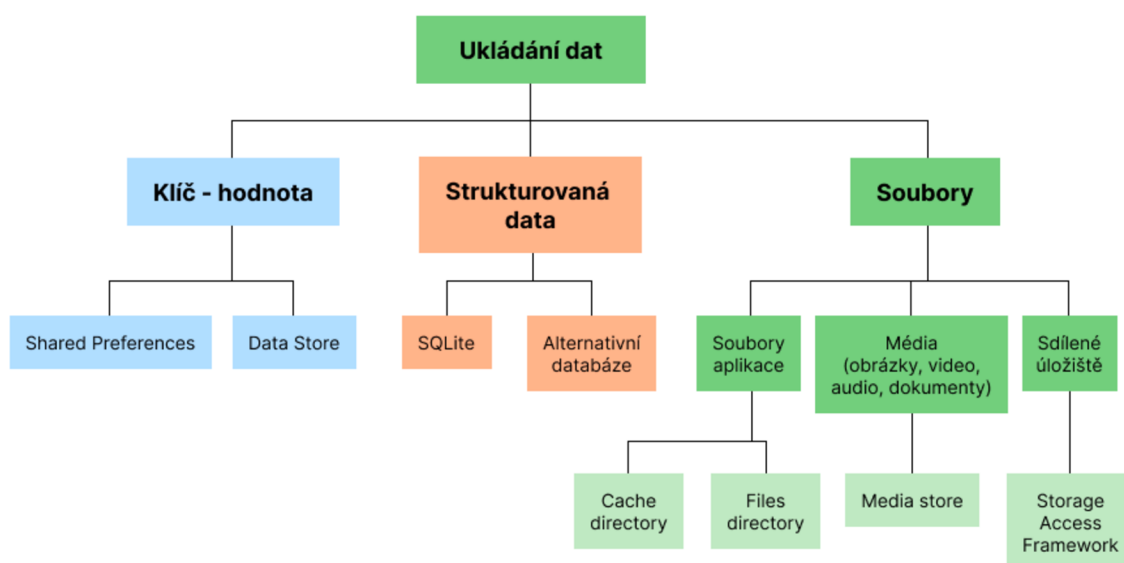 Ukládání dat
Klíč - hodnota
Strukturovaná
data
Soubory
Shared Preferences
Data Store
SQLite
Alternativní
databáze
Soubory
aplikace
Média
(obrázky, video,
audio, dokumenty)
Sdílené
úložiště
Cache
directory
Files
directory
Media store
Storage
Access
Framework